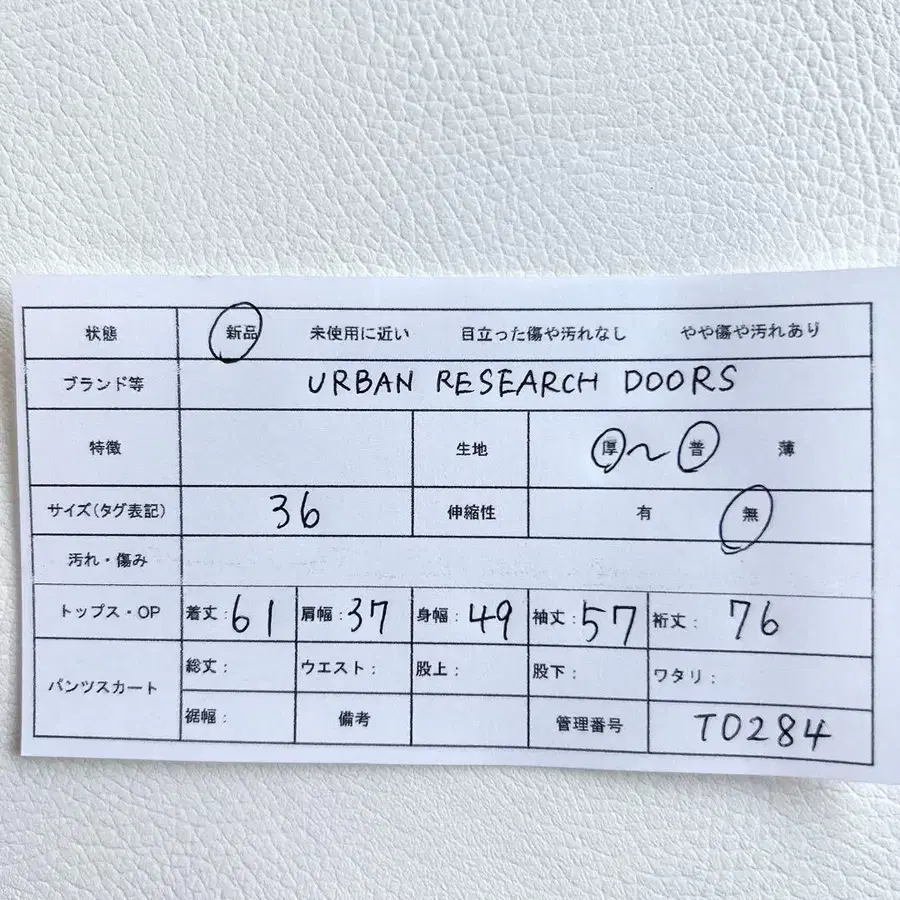 状態 新品 未使用に近い 目立った傷や汚れなし やや傷や汚れあり
ブランド等 URBAN RESEARCH DOORS
特徴 生地 厚〜普 薄
サイズ(タグ表記) 36 伸縮性 有 無
汚れ・傷み
トップス・OP 着丈:61 肩幅:37 身幅:49 袖丈:57 裄丈:76
パンツスカート 総丈: ウエスト: 股上: 股下: ワタリ:
裾幅: 備考 管理番号 T0284